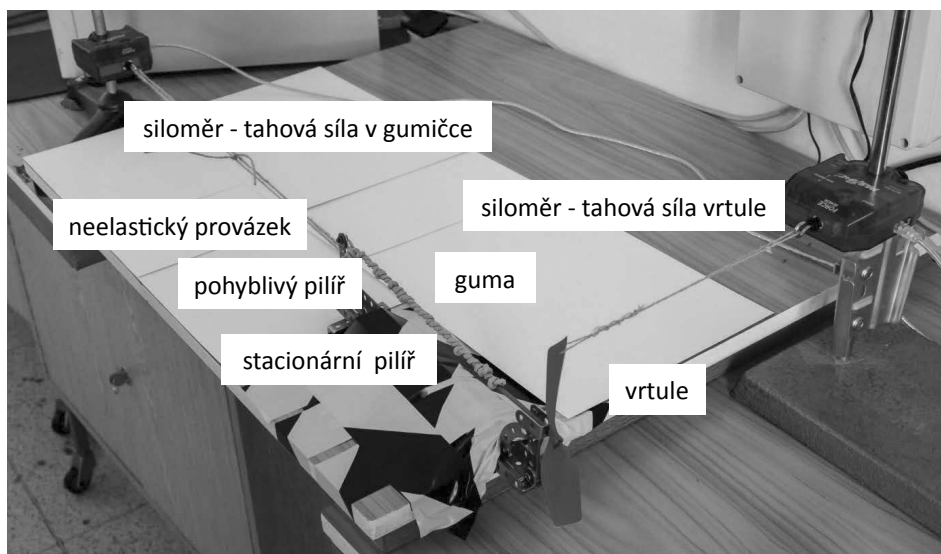 siloměr - tahová síla v gumičce
siloměr - tahová síla vrtule
neelastický provázek
pohyblivý pilíř
guma
stacionární pilíř
vrtule